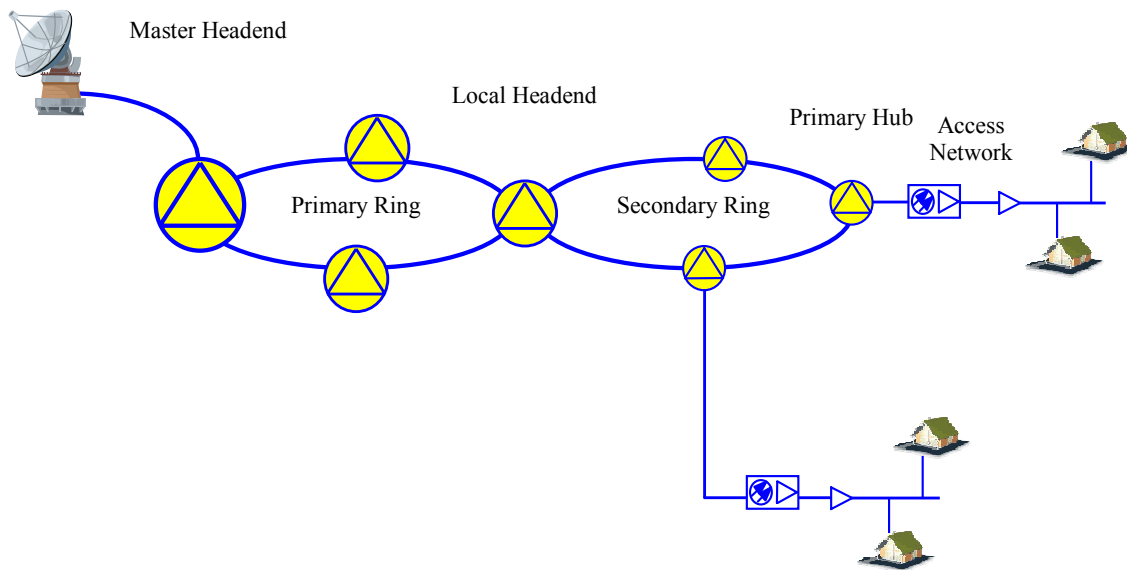 Master Headend
Local Headend
Primary Hub
Access
Network
Primary Ring
Secondary Ring